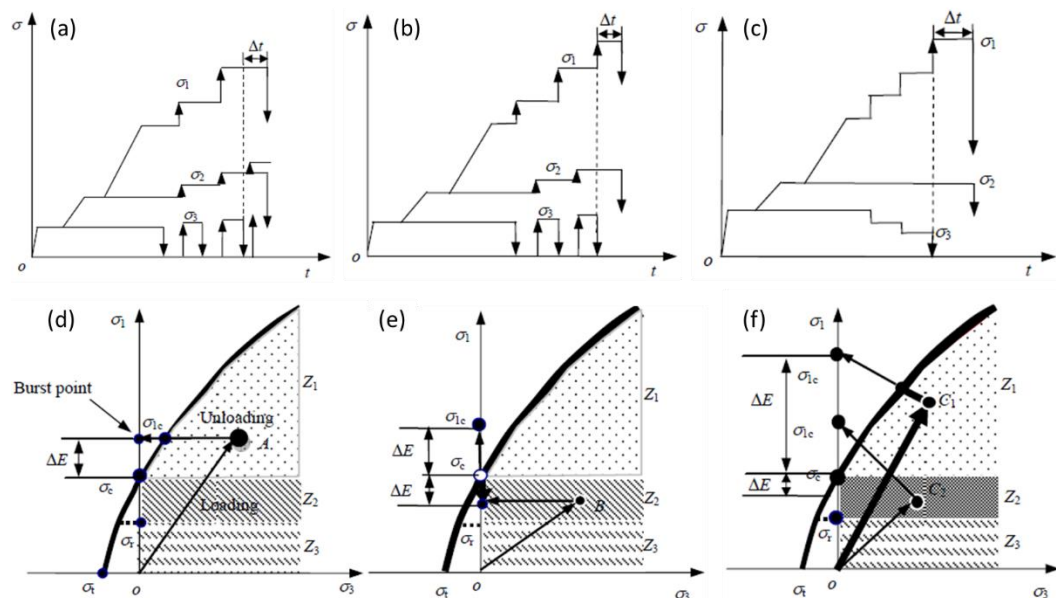 (a)
σ
Δt
σ₁
σ₂
σ₃
o
t
(b)
σ
Δt
σ₁
σ₂
σ₃
o
t
(c)
σ
Δt
σ₁
σ₂
σ₃
o
t
(d)
σ₁
Burst point
σ₁c
Unloading
A
Z₁
ΔE
σc
Loading
Z₂
σr
Z₃
σt
o
σ₃
(e)
σ₁
Z₁
σ₁c
ΔE
σc
ΔE
B
Z₂
σr
Z₃
σt
o
σ₃
(f)
σ₁
σ₁c
Z₁
C₁
ΔE
σ₁c
σc
ΔE
C₂
Z₂
σr
Z₃
σt
o
σ₃